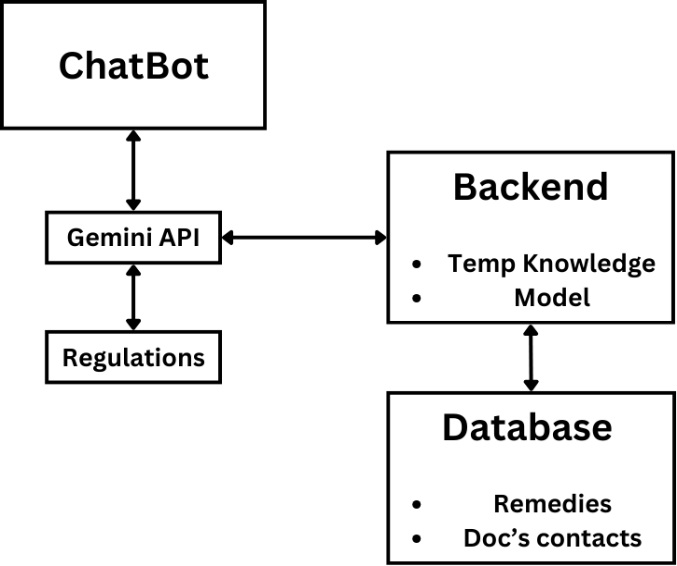 ChatBot
Gemini API
Regulations
Backend
• Temp Knowledge
• Model
Database
• Remedies
• Doc’s contacts